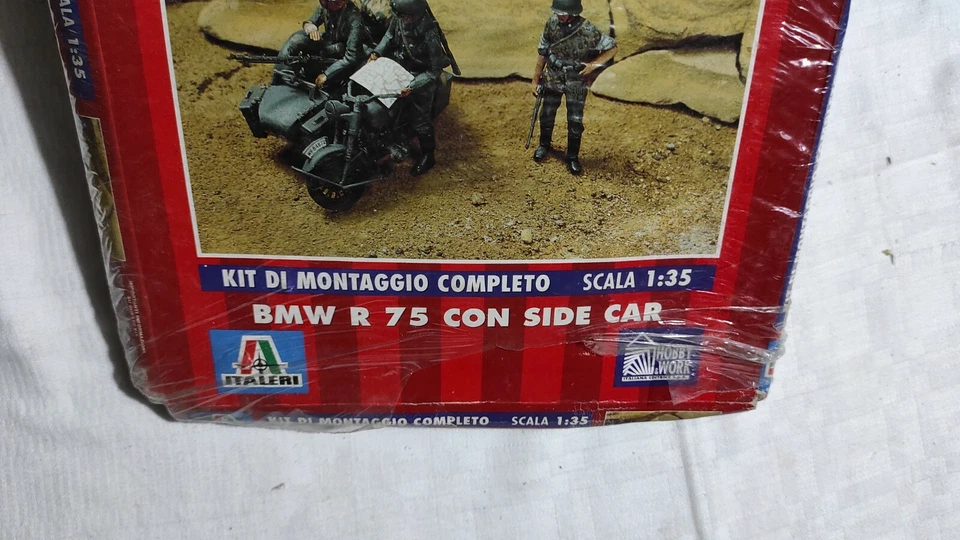 ALA 1:35
KIT DI MONTAGGIO COMPLETO SCALA 1:35
BMW R 75 CON SIDE CAR
ITALERI
HOBBY
& WORK
KIT DI MONTAGGIO COMPLETO SCALA 1:35